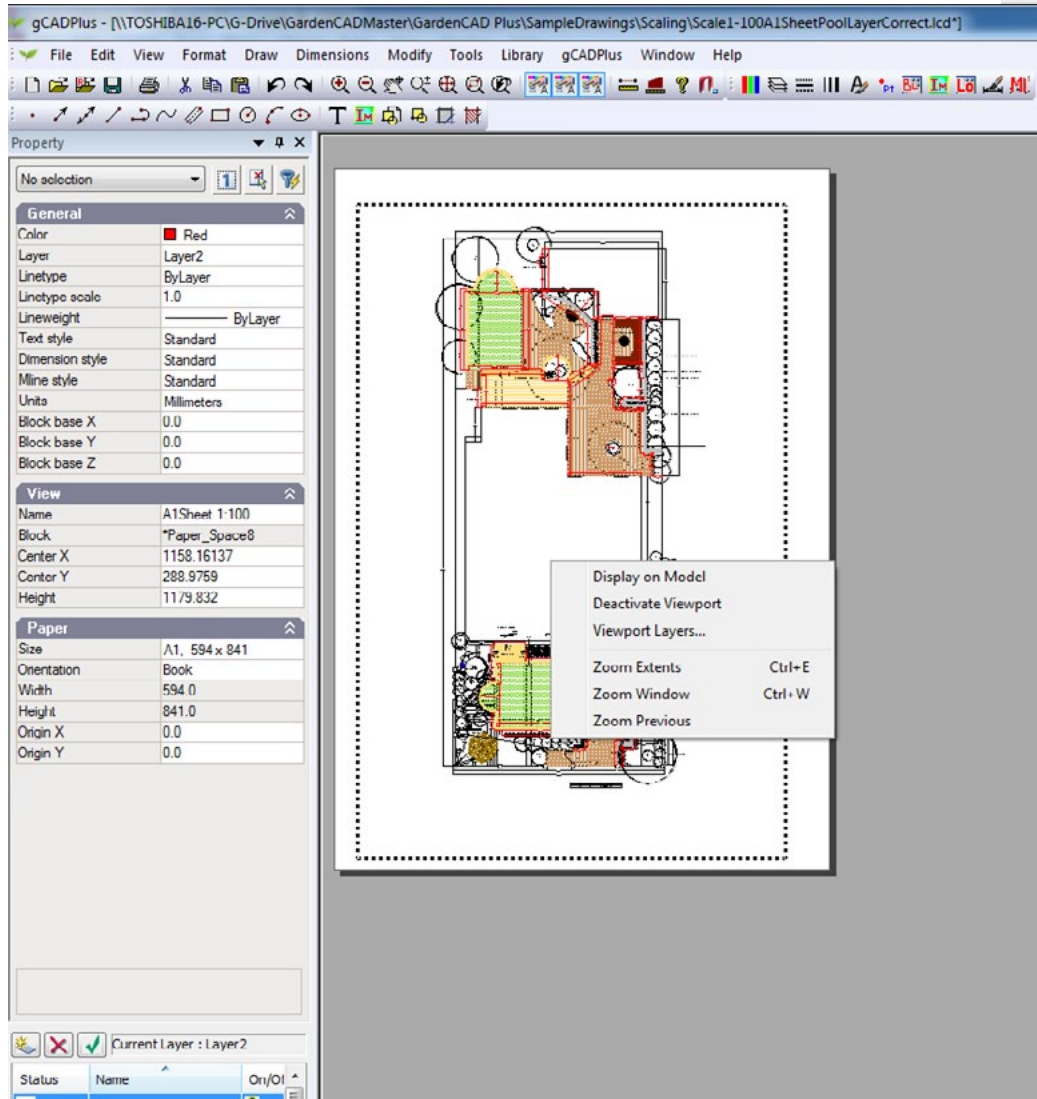 gCADPlus - [\\TOSHIBA16-PC\G-Drive\GardenCADMaster\GardenCAD Plus\SampleDrawings\Scaling\Scale1-100A1SheetPoolLayerCorrect.lcd*]
File Edit View Format Draw Dimensions Modify Tools Library gCADPlus Window Help
Property
No selection
General
Color Red
Layer Layer2
Linetype ByLayer
Linetype scale 1.0
Lineweight ByLayer
Text style Standard
Dimension style Standard
Mline style Standard
Units Millimeters
Block base X 0.0
Block base Y 0.0
Block base Z 0.0
View
Name A1Sheet 1:100
Block *Paper_Space8
Center X 1158.16137
Center Y 288.9759
Height 1179.832
Paper
Size A1, 594 x 841
Orientation Book
Width 594.0
Height 841.0
Origin X 0.0
Origin Y 0.0
Display on Model
Deactivate Viewport
Viewport Layers...
Zoom Extents Ctrl+E
Zoom Window Ctrl+W
Zoom Previous
Current Layer : Layer2
Status Name On/Of